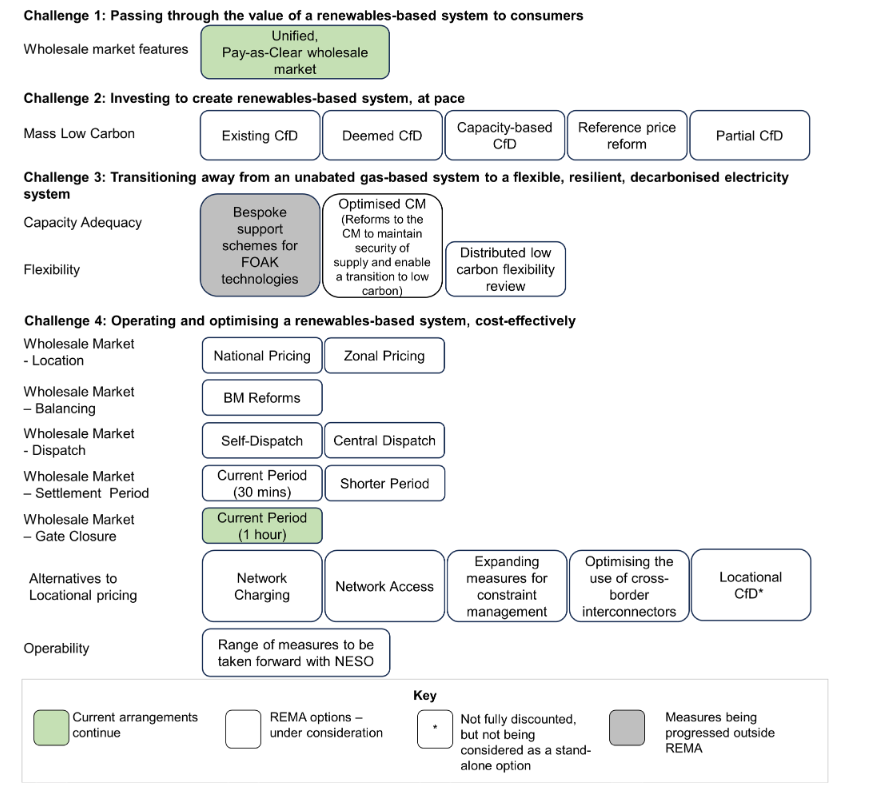 Challenge 1: Passing through the value of a renewables-based system to consumers
Wholesale market features
Unified,
Pay-as-Clear wholesale
market
Challenge 2: Investing to create renewables-based system, at pace
Mass Low Carbon
Existing CfD
Deemed CfD
Capacity-based
CfD
Reference price
reform
Partial CfD
Challenge 3: Transitioning away from an unabated gas-based system to a flexible, resilient, decarbonised electricity
system
Capacity Adequacy
Flexibility
Bespoke
support
schemes for
FOAK
technologies
Optimised CM
(Reforms to the
CM to maintain
security of
supply and enable
a transition to low
carbon)
Distributed low
carbon flexibility
review
Challenge 4: Operating and optimising a renewables-based system, cost-effectively
Wholesale Market
- Location
National Pricing
Zonal Pricing
Wholesale Market
– Balancing
BM Reforms
Wholesale Market
- Dispatch
Self-Dispatch
Central Dispatch
Wholesale Market
– Settlement Period
Current Period
(30 mins)
Shorter Period
Wholesale Market
– Gate Closure
Current Period
(1 hour)
Alternatives to
Locational pricing
Network
Charging
Network Access
Expanding
measures for
constraint
management
Optimising the
use of cross-
border
interconnectors
Locational
CfD*
Operability
Range of measures to be
taken forward with NESO
Key
Current arrangements
continue
REMA options –
under consideration
*
Not fully discounted,
but not being
considered as a stand-
alone option
Measures being
progressed outside
REMA